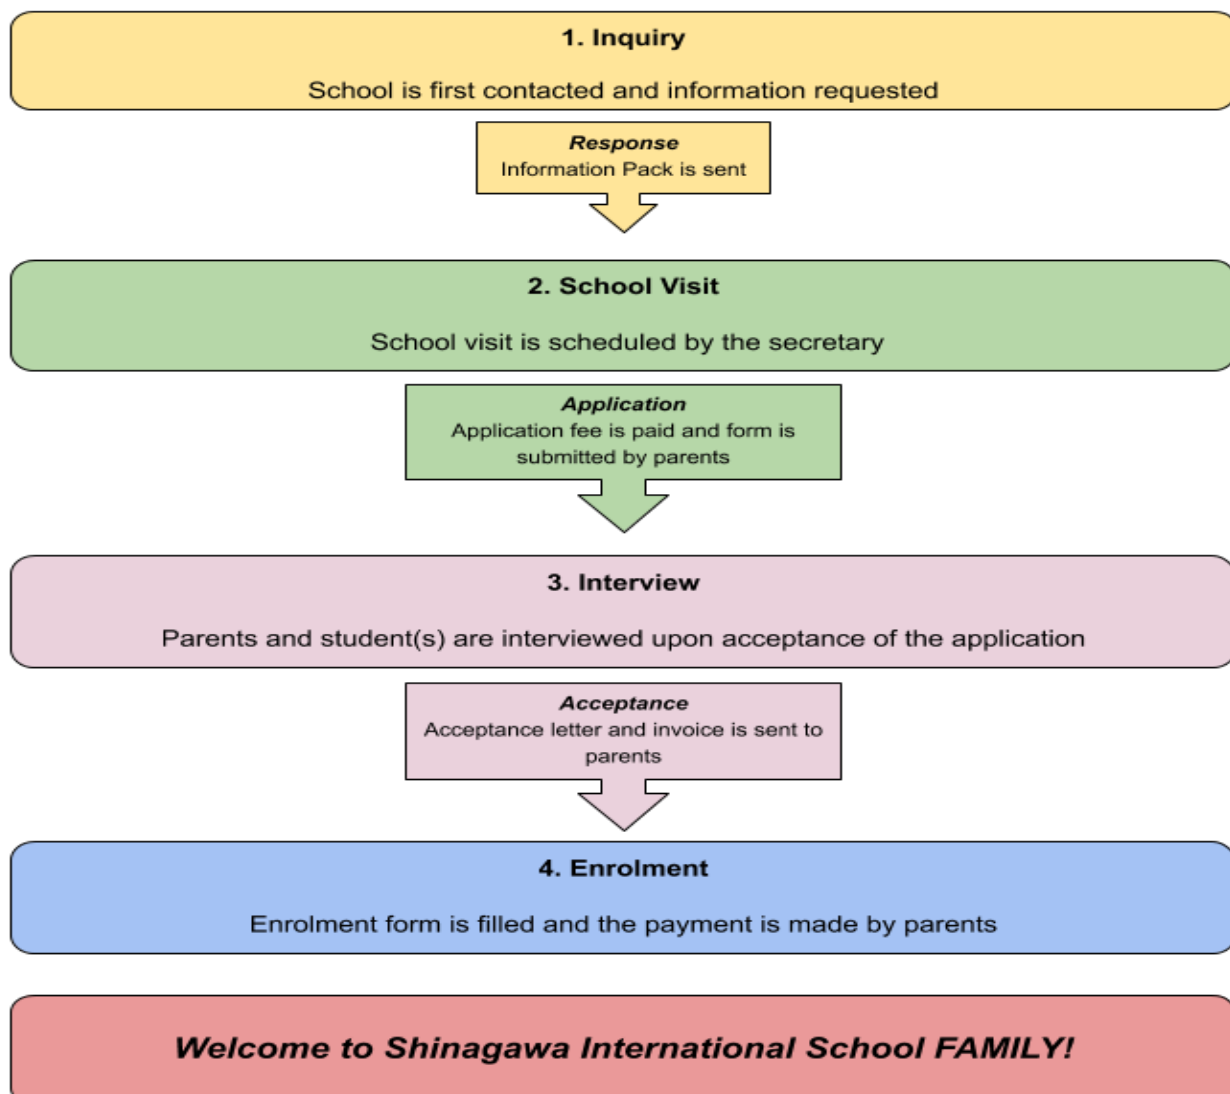 1. Inquiry
School is first contacted and information requested
Response
Information Pack is sent
2. School Visit
School visit is scheduled by the secretary
Application
Application fee is paid and form is
submitted by parents
3. Interview
Parents and student(s) are interviewed upon acceptance of the application
Acceptance
Acceptance letter and invoice is sent to
parents
4. Enrolment
Enrolment form is filled and the payment is made by parents
Welcome to Shinagawa International School FAMILY!